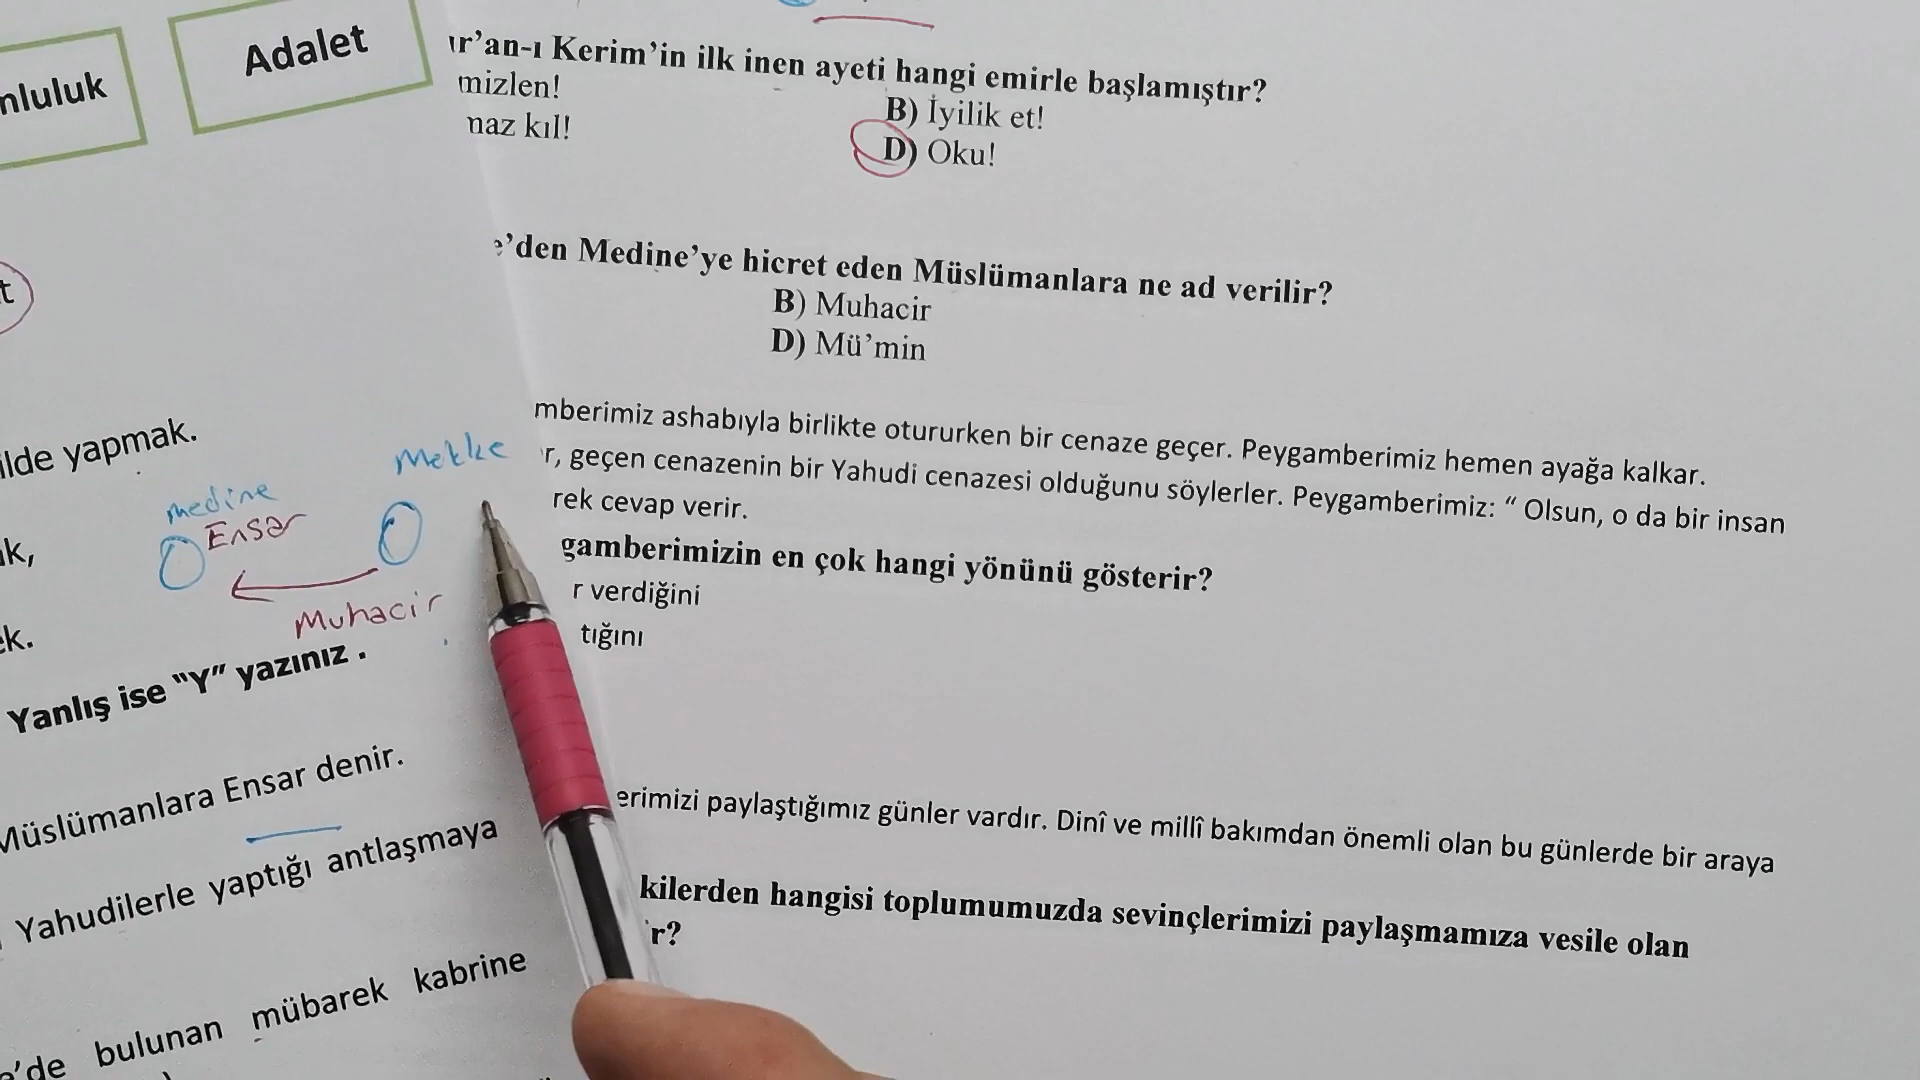 nluluk
Adalet
t
ilde yapmak.
Mekke
medine
Ensar
Muhacir
Yanlış ise “Y” yazınız .
Müslümanlara Ensar denir.
Yahudilerle yaptığı antlaşmaya
bulunan mübarek kabrine
ur’an-ı Kerim’in ilk inen ayeti hangi emirle başlamıştır?
mizlen!
B) İyilik et!
naz kıl!
D) Oku!
e’den Medine’ye hicret eden Müslümanlara ne ad verilir?
B) Muhacir
D) Mü’min
mberimiz ashabıyla birlikte otururken bir cenaze geçer. Peygamberimiz hemen ayağa kalkar.
r, geçen cenazenin bir Yahudi cenazesi olduğunu söylerler. Peygamberimiz: “ Olsun, o da bir insan
rek cevap verir.
gamberimizin en çok hangi yönünü gösterir?
r verdiğini
tığını
erimizi paylaştığımız günler vardır. Dinî ve millî bakımdan önemli olan bu günlerde bir araya
kilerden hangisi toplumumuzda sevinçlerimizi paylaşmamıza vesile olan
r?